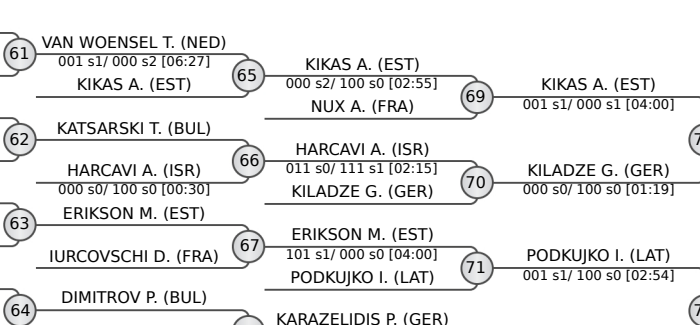 VAN WOENSEL T. (NED)
61
001 s1/ 000 s2 [06:27]
KIKAS A. (EST)
KIKAS A. (EST)
65
000 s2/ 100 s0 [02:55]
KIKAS A. (EST)
NUX A. (FRA)
69
001 s1/ 000 s1 [04:00]
KATSARSKI T. (BUL)
62
HARCAVI A. (ISR)
66
HARCAVI A. (ISR)
011 s0/ 111 s1 [02:15]
KILADZE G. (GER)
000 s0/ 100 s0 [00:30]
KILADZE G. (GER)
70
000 s0/ 100 s0 [01:19]
ERIKSON M. (EST)
63
ERIKSON M. (EST)
67
IURCOVSCHI D. (FRA)
101 s1/ 000 s0 [04:00]
PODKUJKO I. (LAT)
PODKUJKO I. (LAT)
71
001 s1/ 100 s0 [02:54]
DIMITROV P. (BUL)
64
KARAZELIDIS P. (GER)